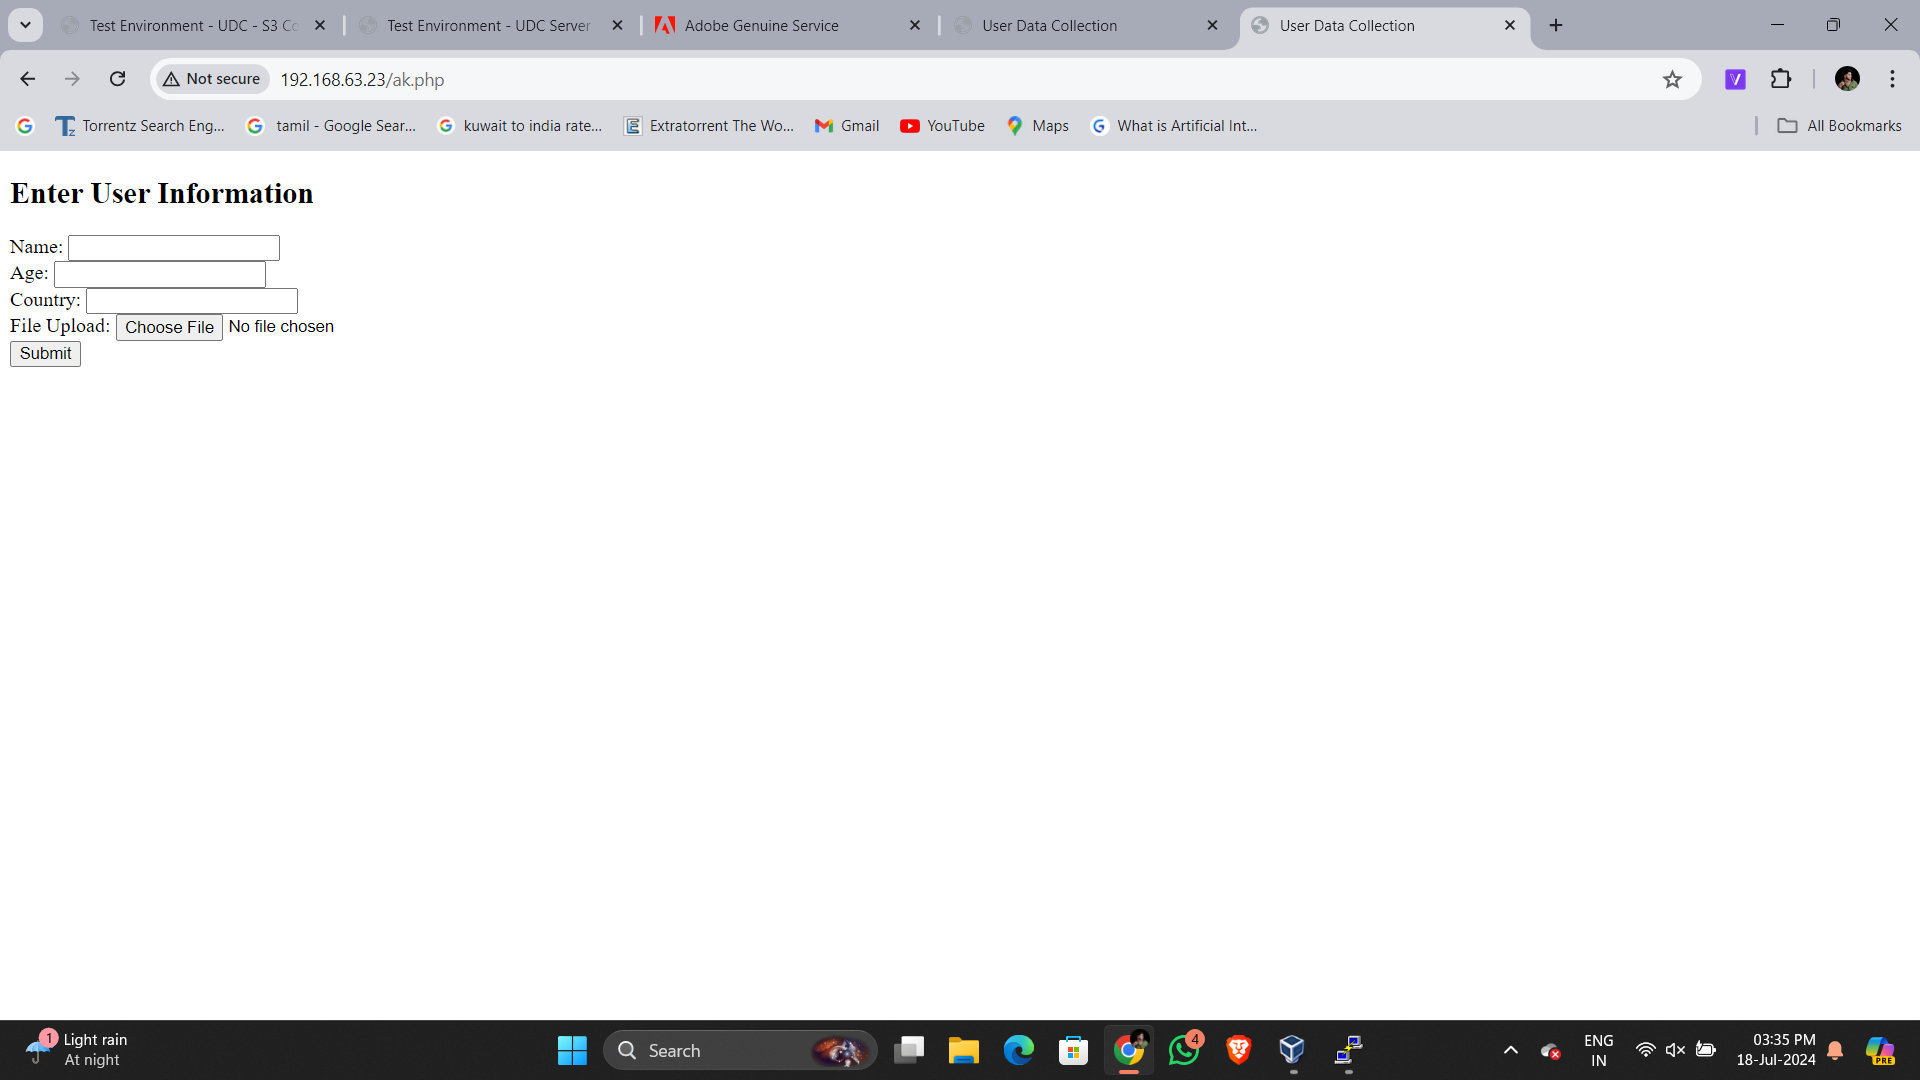 Test Environment - UDC - S3 Co
Test Environment - UDC Server
Adobe Genuine Service
User Data Collection
User Data Collection
Not secure
192.168.63.23/ak.php
Torrentz Search Eng...
tamil - Google Sear...
kuwait to india rate...
Extratorrent The Wo...
Gmail
YouTube
Maps
What is Artificial Int...
All Bookmarks
Enter User Information
Name:
Age:
Country:
File Upload: Choose File No file chosen
Submit
1
Light rain
At night
Search
4
ENG
IN
03:35 PM
18-Jul-2024
PRE